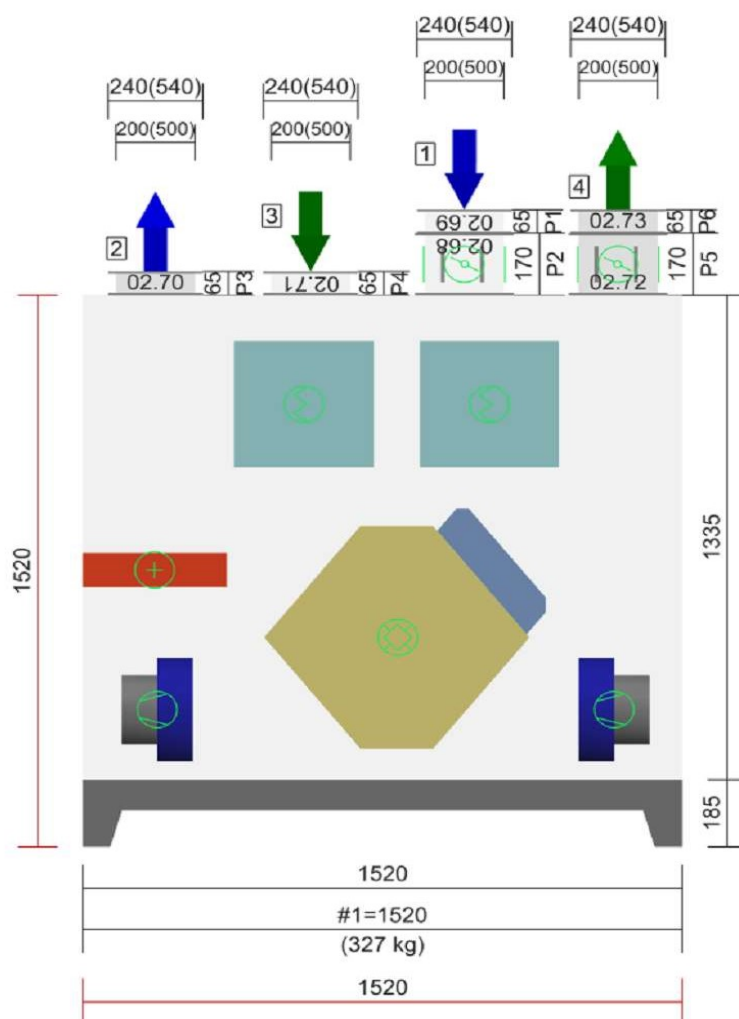 240(540) 240(540)
200(500) 200(500)
240(540) 240(540)
200(500) 200(500)
1
4
3
2
02.69 65 P1
02.73 65 P6
02.68 170 P2
02.72 170 P5
02.70 65 P3
02.71 65 P4
1520
1335
185
1520
#1=1520
(327 kg)
1520